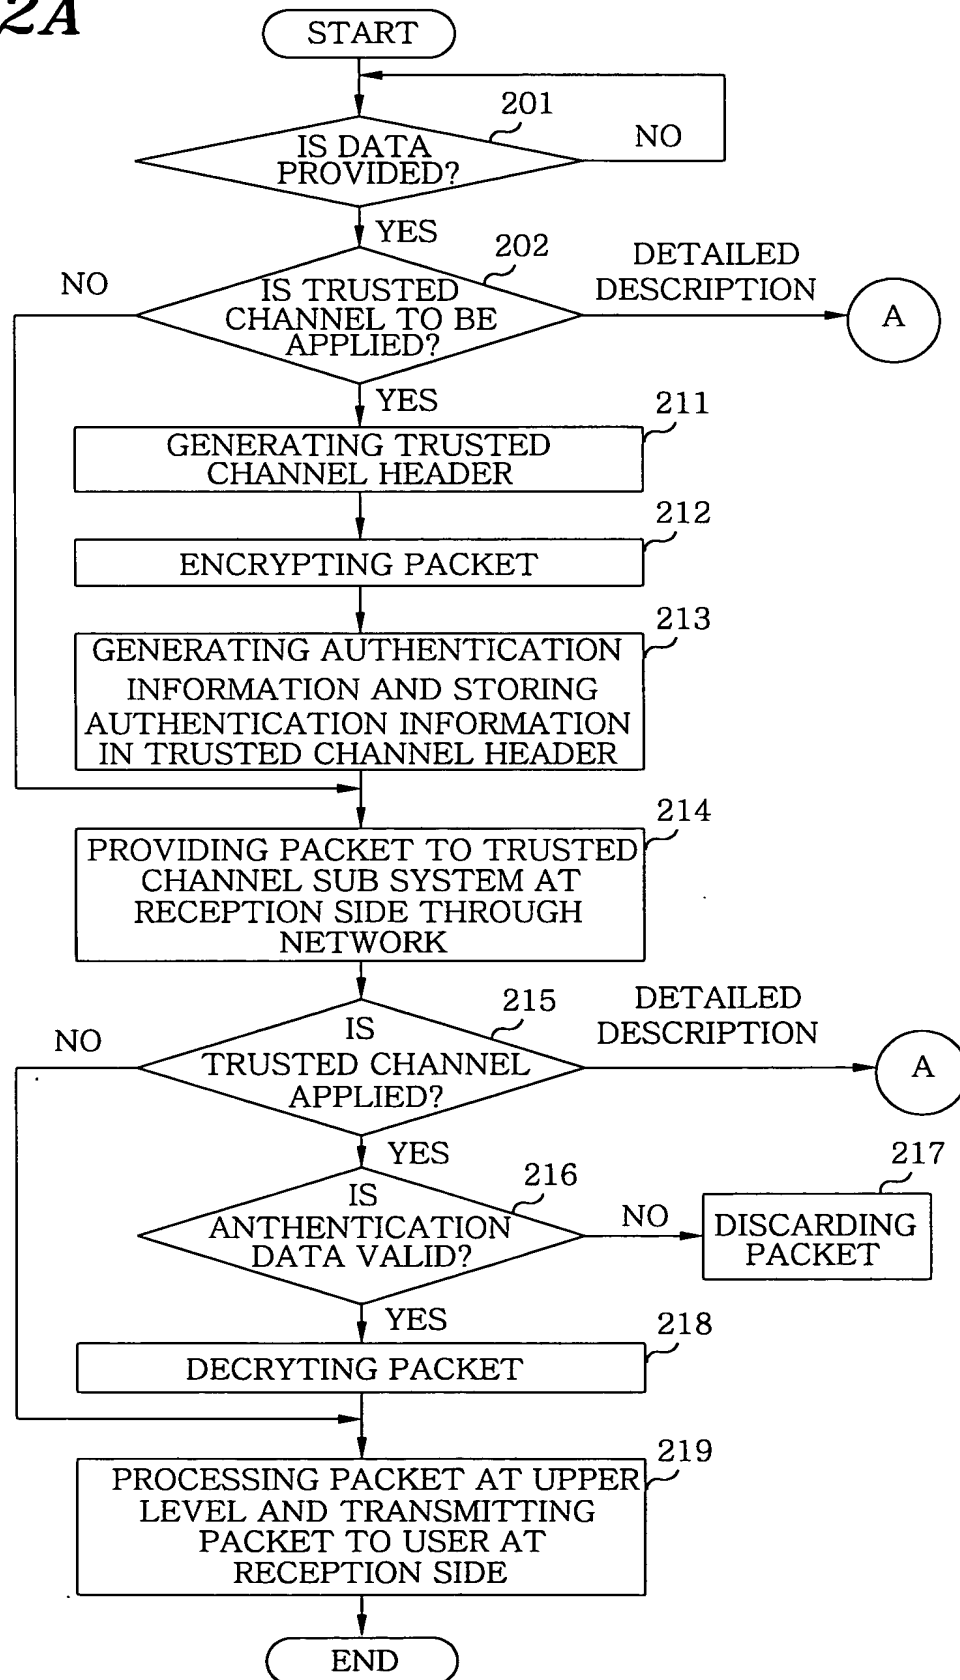 2A
START
201
IS DATA
PROVIDED?
NO
YES
202
DETAILED
DESCRIPTION
NO
IS TRUSTED
CHANNEL TO BE
APPLIED?
A
YES
211
GENERATING TRUSTED
CHANNEL HEADER
212
ENCRYPTING PACKET
213
GENERATING AUTHENTICATION
INFORMATION AND STORING
AUTHENTICATION INFORMATION
IN TRUSTED CHANNEL HEADER
214
PROVIDING PACKET TO TRUSTED
CHANNEL SUB SYSTEM AT
RECEPTION SIDE THROUGH
NETWORK
215
DETAILED
DESCRIPTION
NO
IS
TRUSTED CHANNEL
APPLIED?
A
YES
216
217
IS
ANTHENTICATION
DATA VALID?
NO
DISCARDING
PACKET
YES
218
DECRYTING PACKET
219
PROCESSING PACKET AT UPPER
LEVEL AND TRANSMITTING
PACKET TO USER AT
RECEPTION SIDE
END